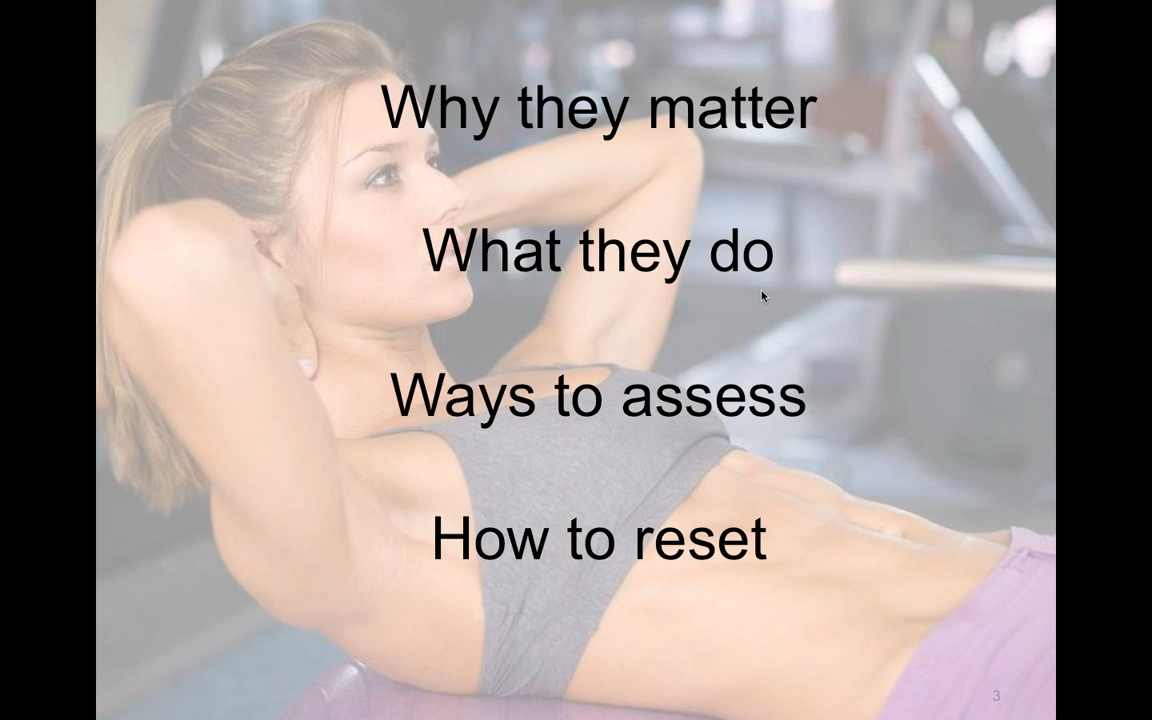 Why they matter
What they do
Ways to assess
How to reset
3